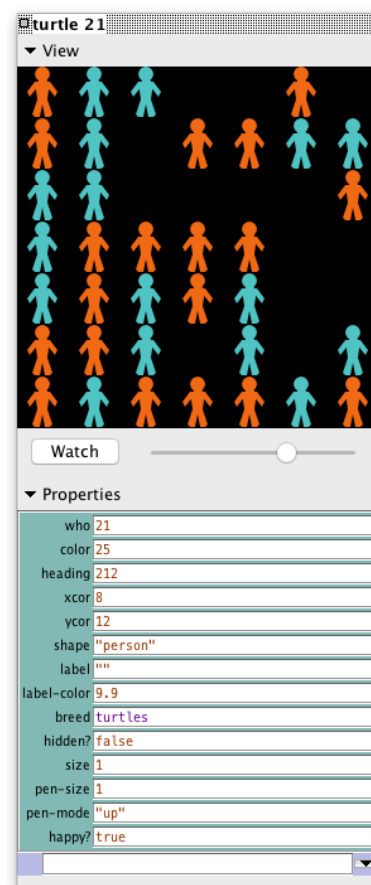 turtle 21
View
Watch
Properties
who 21
color 25
heading 212
xcor 8
ycor 12
shape "person"
label ""
label-color 9.9
breed turtles
hidden? false
size 1
pen-size 1
pen-mode "up"
happy? true